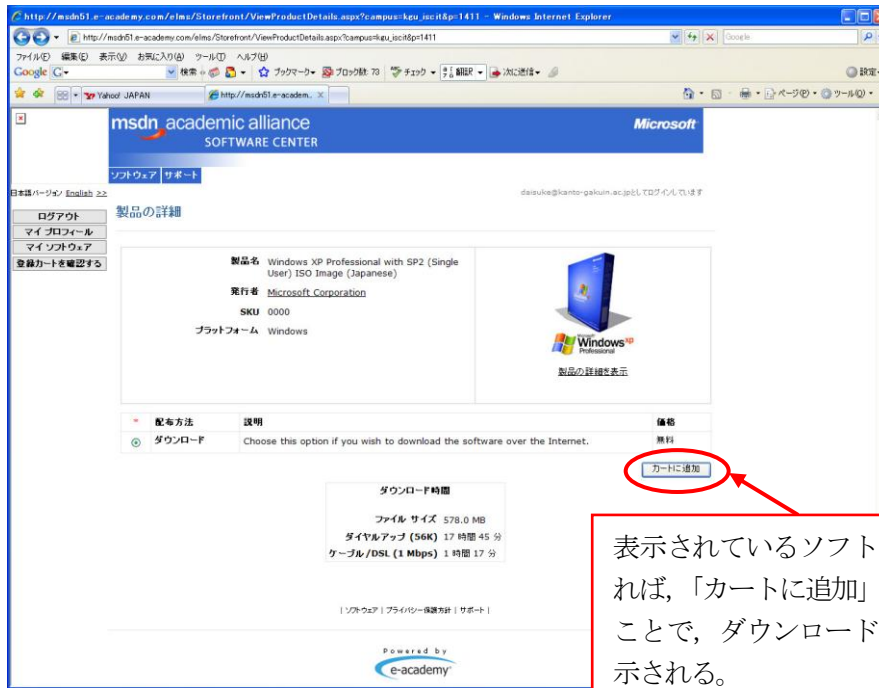 http://msdn51.e-academy.com/elms/Storefront/ViewProductDetails.aspx?campus=kgu_iscit&p=1411 - Windows Internet Explorer
http://msdn51.e-academy.com/elms/Storefront/ViewProductDetails.aspx?campus=kgu_iscit&p=1411
Google
ファイル(F) 編集(E) 表示(V) お気に入り(A) ツール(T) ヘルプ(H)
Google G 検索 ブックマーク ブロック数: 73 チェック 翻訳 次に送信 設定
Yahoo! JAPAN http://msdn51.e-academ... ページ(P) ツール(O)
msdn academic alliance
SOFTWARE CENTER
Microsoft
ソフトウェア サポート
日本語バージョン English >>
daisuke@kanto-gakuin.ac.jpとしてログインしています
ログアウト
マイ プロフィール
マイ ソフトウェア
登録カートを確認する
製品の詳細
製品名 Windows XP Professional with SP2 (Single
User) ISO Image (Japanese)
発行者 Microsoft Corporation
SKU 0000
プラットフォーム Windows
Microsoft
Windows xp
Professional
製品の詳細を表示
* 配布方法 説明 価格
ダウンロード Choose this option if you wish to download the software over the Internet. 無料
カートに追加
ダウンロード時間
ファイル サイズ 578.0 MB
ダイヤルアップ (56K) 17 時間 45 分
ケーブル/DSL (1 Mbps) 1 時間 17 分
表示されているソフト
れば，「カートに追加」
ことで，ダウンロード
示される。
| ソフトウェア | プライバシー保護方針 | サポート |
Powered by
e-academy